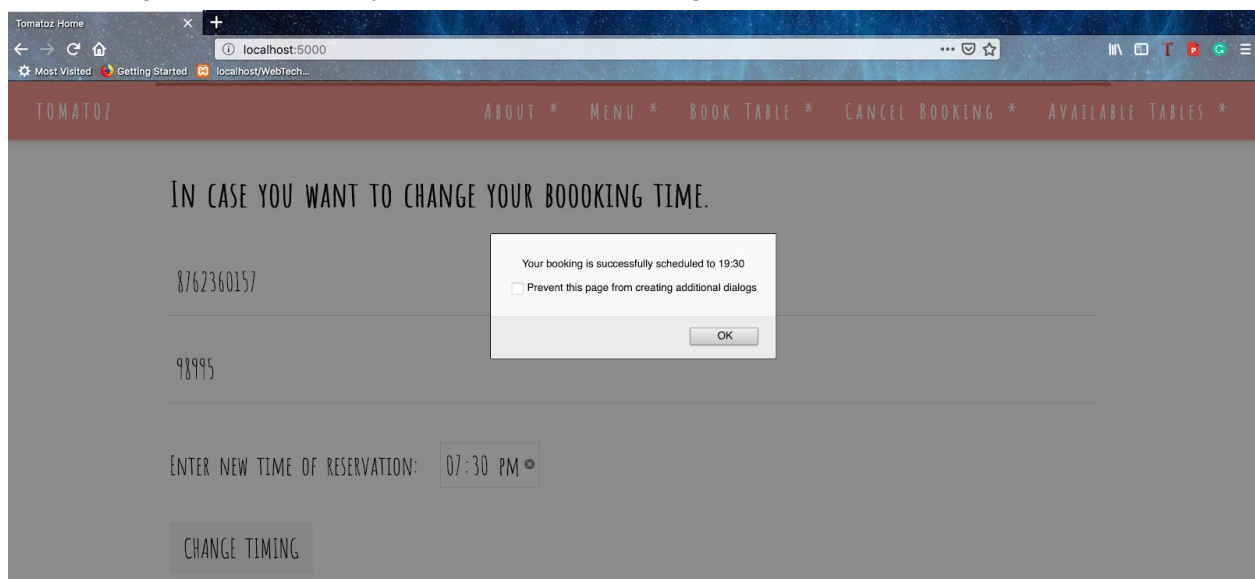 Tomatoz Home
localhost:5000
Most Visited Getting Started localhost/WebTech...
TOMATOZ ABOUT * MENU * BOOK TABLE * CANCEL BOOKING * AVAILABLE TABLES *
IN CASE YOU WANT TO CHANGE YOUR BOOOKING TIME.
Your booking is successfully scheduled to 19:30
Prevent this page from creating additional dialogs
OK
8762360157
98995
ENTER NEW TIME OF RESERVATION: 07:30 PM
CHANGE TIMING